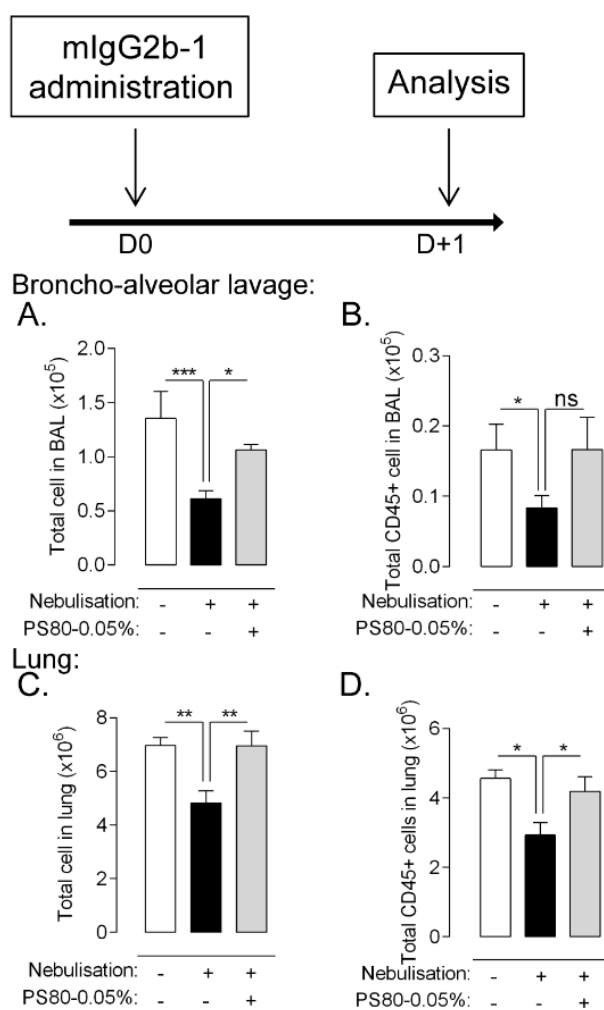 mIgG2b-1
administration
Analysis
D0
D+1
Broncho-alveolar lavage:
A.
Total cell in BAL (x10⁵)
2.0
1.5
1.0
0.5
0.0
***
*
Nebulisation: - + +
PS80-0.05%: - - +
B.
Total CD45+ cell in BAL (x10⁵)
0.3
0.2
0.1
0.0
*
ns
Nebulisation: - + +
PS80-0.05%: - - +
Lung:
C.
Total cell in lung (x10⁶)
8
6
4
2
0
**
**
Nebulisation: - + +
PS80-0.05%: - - +
D.
Total CD45+ cells in lung (x10⁶)
6
4
2
0
*
*
Nebulisation: - + +
PS80-0.05%: - - +